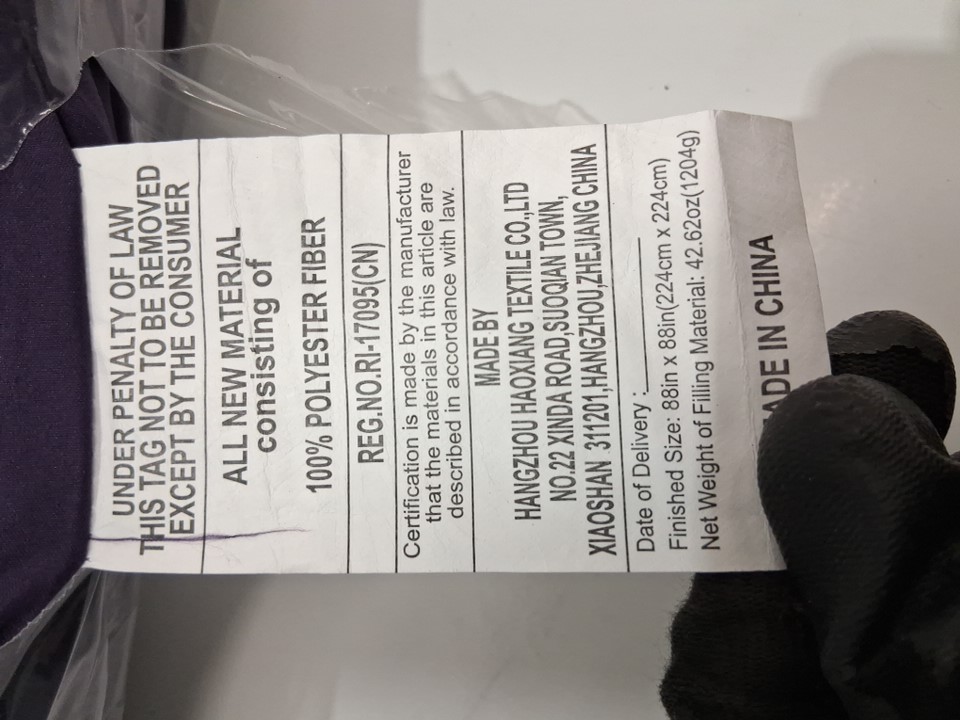 UNDER PENALTY OF LAW
THIS TAG NOT TO BE REMOVED
EXCEPT BY THE CONSUMER
ALL NEW MATERIAL
consisting of
100% POLYESTER FIBER
REG.NO.RI-17095(CN)
Certification is made by the manufacturer
that the materials in this article are
described in accordance with law.
MADE BY
HANGZHOU HAOXIANG TEXTILE CO.,LTD
NO.22 XINDA ROAD,SUOQIAN TOWN,
XIAOSHAN 311201,HANGZHOU,ZHEJIANG CHINA
Date of Delivery :
Finished Size: 88in x 88in(224cm x 224cm)
Net Weight of Filling Material: 42.62oz(1204g)
ADE IN CHINA